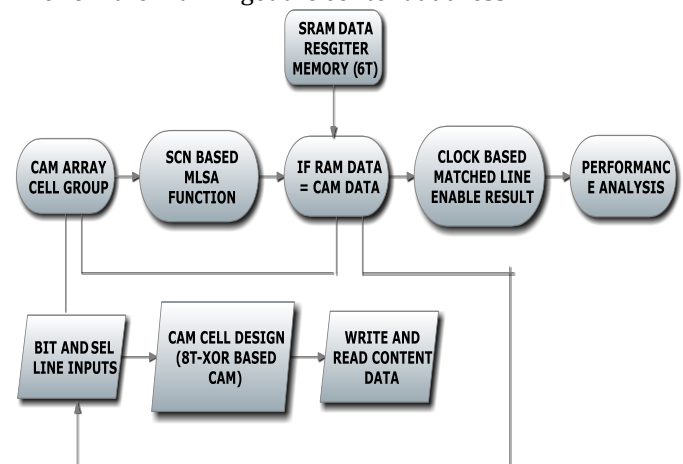 SRAM DATA
RESGITER
MEMORY (6T)
CAM ARRAY
CELL GROUP
SCN BASED
MLSA
FUNCTION
IF RAM DATA
= CAM DATA
CLOCK BASED
MATCHED LINE
ENABLE RESULT
PERFORMANC
E ANALYSIS
BIT AND SEL
LINE INPUTS
CAM CELL DESIGN
(8T-XOR BASED
CAM)
WRITE AND
READ CONTENT
DATA